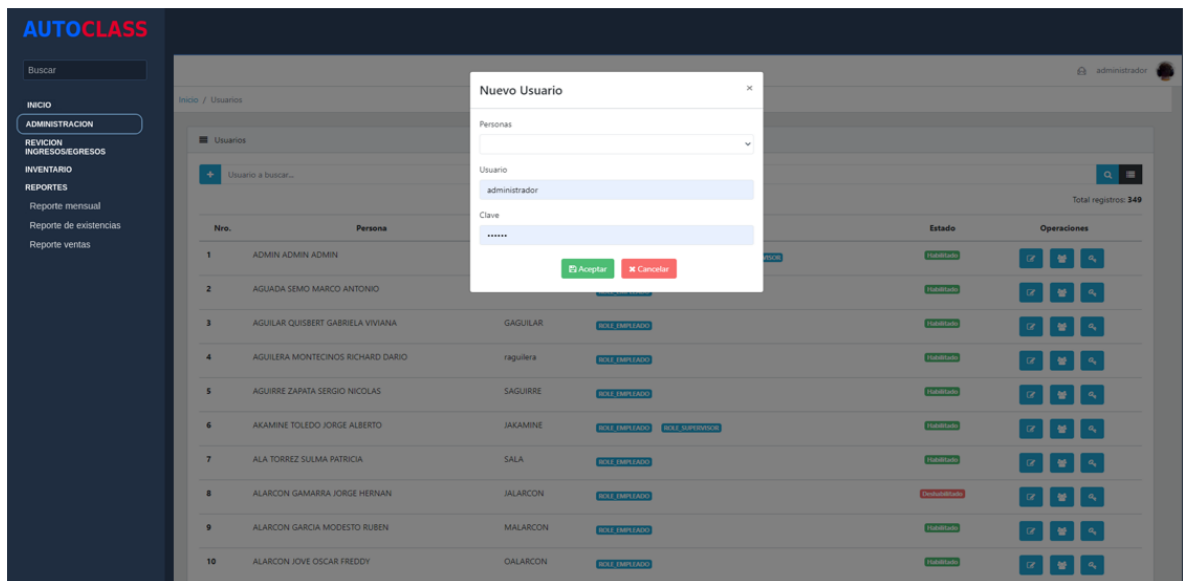 AUTOCLASS
Buscar
administrador
INICIO
ADMINISTRACION
REVICION
INGRESOS/EGRESOS
INVENTARIO
REPORTES
Reporte mensual
Reporte de existencias
Reporte ventas
Inicio / Usuarios
Usuarios
Usuario a buscar...
Total registros: 349
Nuevo Usuario ×
Personas
Usuario
administrador
Clave
••••••
Aceptar Cancelar
Nro. Persona Estado Operaciones
1 ADMIN ADMIN ADMIN Habilitado
2 AGUADA SEMO MARCO ANTONIO Habilitado
3 AGUILAR QUISBERT GABRIELA VIVIANA GAGUILAR ROLE_EMPLEADO Habilitado
4 AGUILERA MONTECINOS RICHARD DARIO raguilera ROLE_EMPLEADO Habilitado
5 AGUIRRE ZAPATA SERGIO NICOLAS SAGUIRRE ROLE_EMPLEADO Habilitado
6 AKAMINE TOLEDO JORGE ALBERTO JAKAMINE ROLE_EMPLEADO ROLE_SUPERVISOR Habilitado
7 ALA TORREZ SULMA PATRICIA SALA ROLE_EMPLEADO Habilitado
8 ALARCON GAMARRA JORGE HERNAN JALARCON ROLE_EMPLEADO Deshabilitado
9 ALARCON GARCIA MODESTO RUBEN MALARCON ROLE_EMPLEADO Habilitado
10 ALARCON JOVE OSCAR FREDDY OALARCON ROLE_EMPLEADO Habilitado